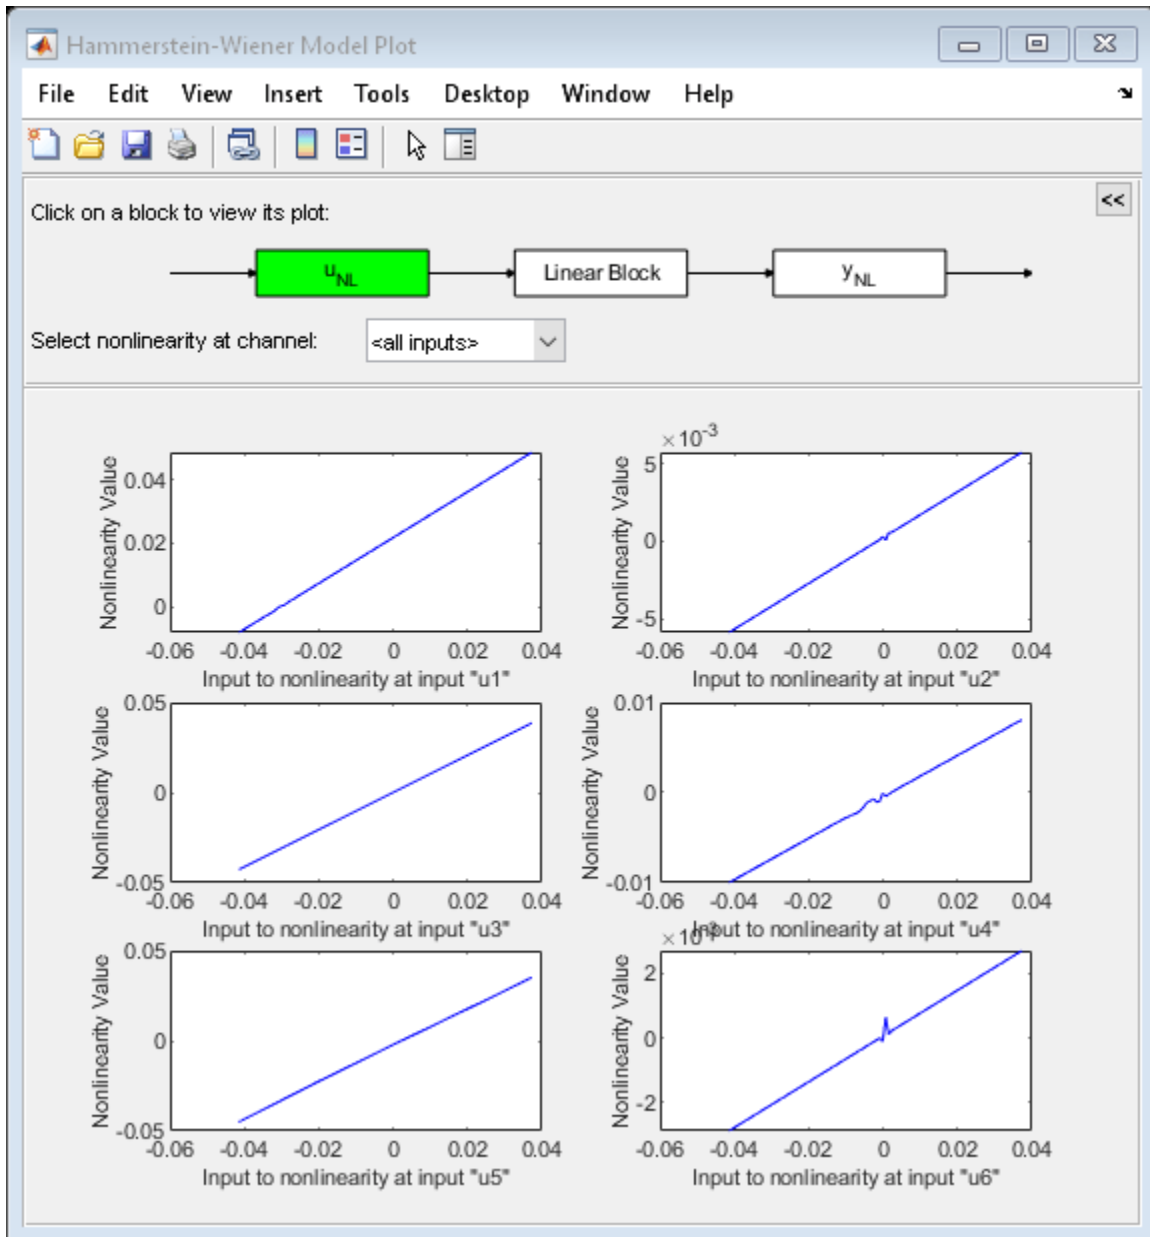 Hammerstein-Wiener Model Plot
File Edit View Insert Tools Desktop Window Help
Click on a block to view its plot:
<<
u_NL Linear Block y_NL
Select nonlinearity at channel: <all inputs>
Nonlinearity Value
0.04
0.02
0
-0.06 -0.04 -0.02 0 0.02 0.04
Input to nonlinearity at input "u1"
×10^-3
Nonlinearity Value
5
0
-5
-0.06 -0.04 -0.02 0 0.02 0.04
Input to nonlinearity at input "u2"
Nonlinearity Value
0.05
0
-0.05
-0.06 -0.04 -0.02 0 0.02 0.04
Input to nonlinearity at input "u3"
Nonlinearity Value
0.01
0
-0.01
-0.06 -0.04 -0.02 0 0.02 0.04
Input to nonlinearity at input "u4"
Nonlinearity Value
0.05
0
-0.05
-0.06 -0.04 -0.02 0 0.02 0.04
Input to nonlinearity at input "u5"
Nonlinearity Value
2
0
-2
-0.06 -0.04 -0.02 0 0.02 0.04
Input to nonlinearity at input "u6"